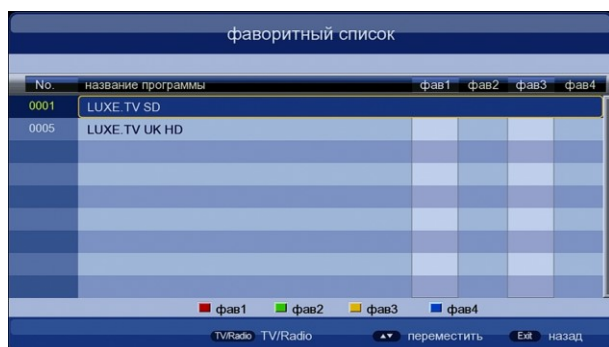 фаворитный список
No. название программы фав1 фав2 фав3 фав4
0001 LUXE.TV SD
0005 LUXE.TV UK HD
фав1 фав2 фав3 фав4
TV/Radio TV/Radio переместить Exit назад